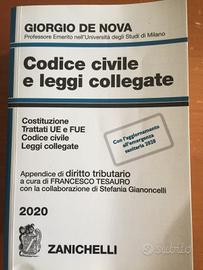 GIORGIO DE NOVA
Professore Emerito nell'Università degli Studi di Milano
Codice civile
e leggi collegate
Costituzione
Trattati UE e FUE
Codice civile
Leggi collegate
Con l'aggiornamento
all'emergenza
sanitaria 2020
Appendice di diritto tributario
a cura di FRANCESCO TESAURO
con la collaborazione di Stefania Gianoncelli
2020
ZANICHELLI
subito